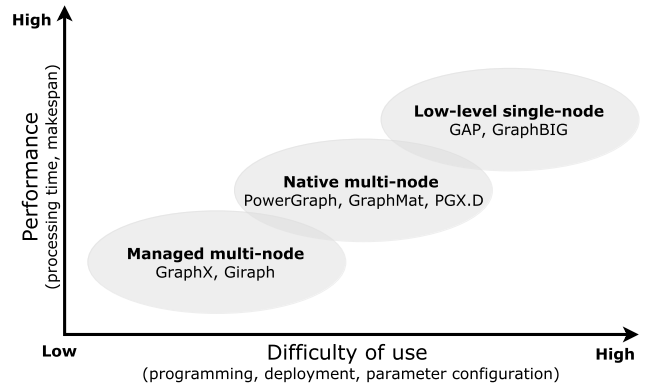 High
Performance
(processing time, makespan)
Low-level single-node
GAP, GraphBIG
Native multi-node
PowerGraph, GraphMat, PGX.D
Managed multi-node
GraphX, Giraph
Low
Difficulty of use
High
(programming, deployment, parameter configuration)